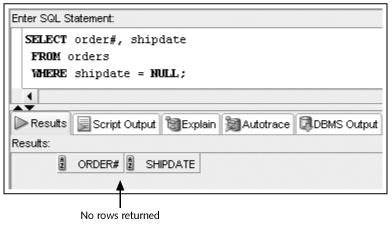 Enter SQL Statement:
SELECT order#, shipdate
FROM orders
WHERE shipdate = NULL;
Results Script Output Explain Autotrace DBMS Output
Results:
ORDER# SHIPDATE
No rows returned